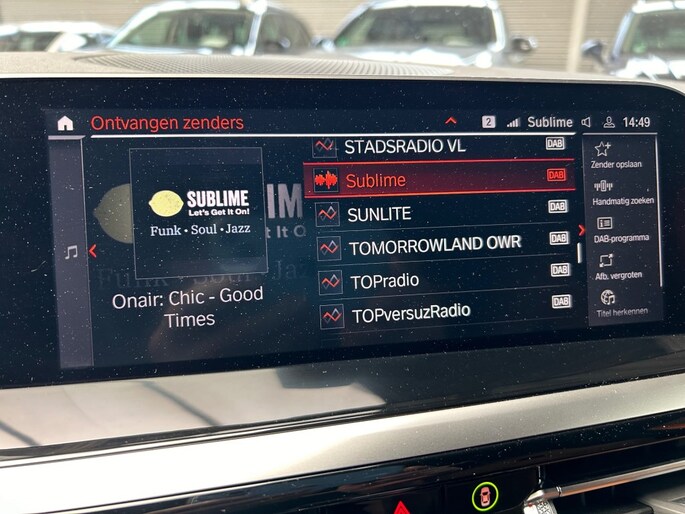 Ontvangen zenders
2
Sublime
14:49
STADSRADIO VL
DAB
Sublime
DAB
SUNLITE
DAB
TOMORROWLAND OWR
DAB
TOPradio
DAB
TOPversuzRadio
DAB
SUBLIME
Let's Get It On!
Funk • Soul • Jazz
Onair: Chic - Good
Times
Zender opslaan
Handmatig zoeken
DAB-programma
Afb. vergroten
Titel herkennen